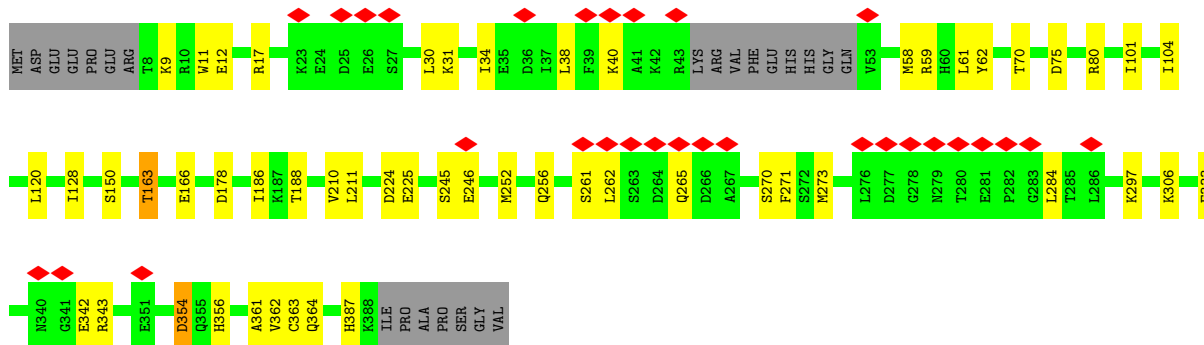 MET ASP GLU GLU PRO GLU ARG T8 K9 R10 W11 E12 R17 K23 E24 D25 E26 S27 L30 K31 I34 E35 D36 I37 L38 F39 K40 A41 K42 R43 LYS ARG VAL PHE GLU HIS HIS GLY GLN V53 M58 R59 H60 L61 Y62 T70 D75 R80 I101 I104
L120 I128 S150 T163 E166 D178 I186 K187 T188 V210 L211 D224 E225 S245 E246 M252 Q256 S261 L262 S263 D264 Q265 D266 A267 S270 F271 S272 M273 L276 D277 G278 N279 T280 E281 P282 G283 L284 T285 L286 K297 K306
N340 G341 E342 R343 E351 D354 Q355 H356 A361 V362 C363 Q364 H387 K388 ILE PRO ALA PRO SER GLY VAL